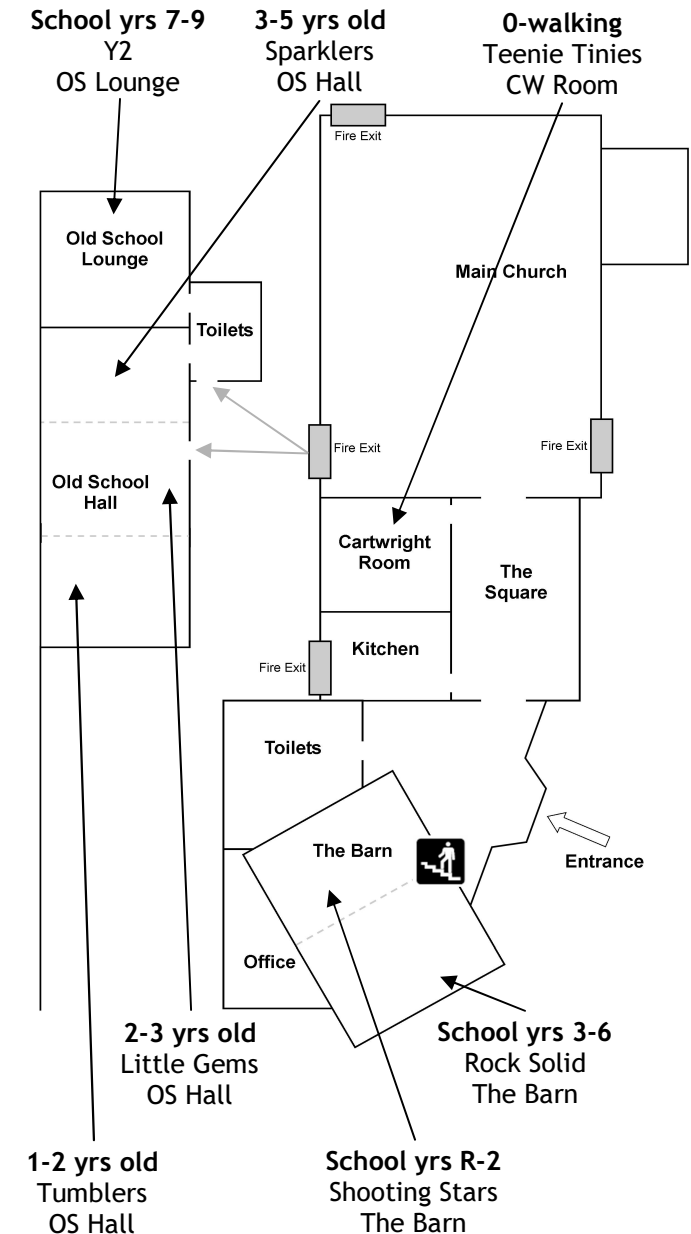 School yrs 7-9
Y2
OS Lounge
3-5 yrs old
Sparklers
OS Hall
0-walking
Teenie Tinies
CW Room
Fire Exit
Old School
Lounge
Main Church
Toilets
Fire Exit
Fire Exit
Old School
Hall
Cartwright
Room
The
Square
Kitchen
Fire Exit
Toilets
The Barn
Entrance
Office
2-3 yrs old
Little Gems
OS Hall
School yrs 3-6
Rock Solid
The Barn
1-2 yrs old
Tumblers
OS Hall
School yrs R-2
Shooting Stars
The Barn